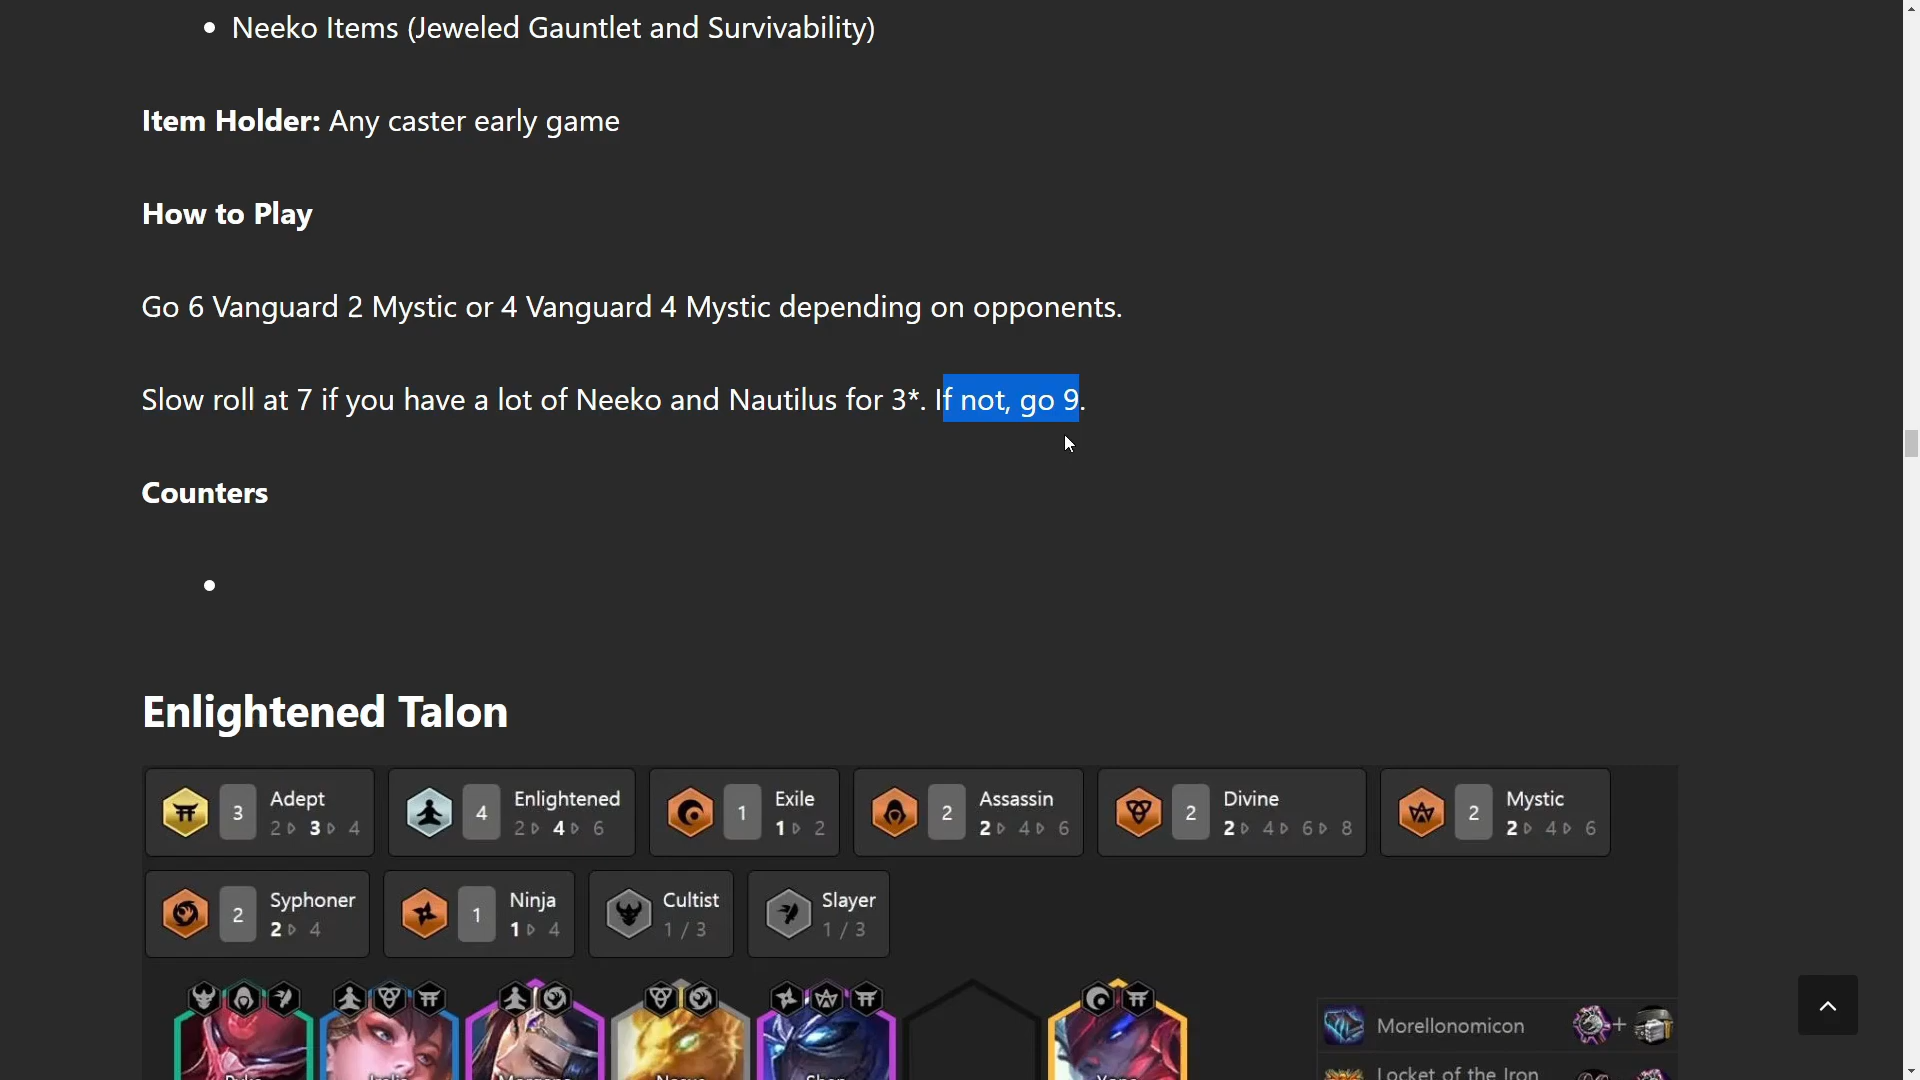 Neeko Items (Jeweled Gauntlet and Survivability)
Item Holder: Any caster early game
How to Play
Go 6 Vanguard 2 Mystic or 4 Vanguard 4 Mystic depending on opponents.
Slow roll at 7 if you have a lot of Neeko and Nautilus for 3*. If not, go 9.
Counters
Enlightened Talon
3 Adept 2 3 4
4 Enlightened 2 4 6
1 Exile 1 2
2 Assassin 2 4 6
2 Divine 2 4 6 8
2 Mystic 2 4 6
2 Syphoner 2 4
1 Ninja 1 4
Cultist 1 / 3
Slayer 1 / 3
Morellonomicon +
Locket of the Iron